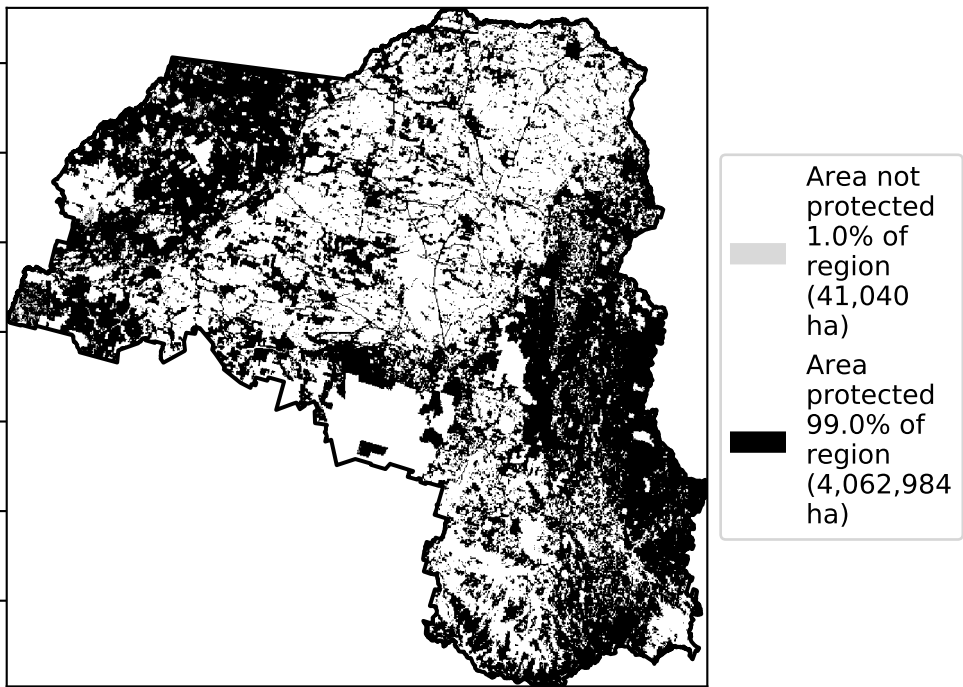 Area not
protected
1.0% of
region
(41,040
ha)
Area
protected
99.0% of
region
(4,062,984
ha)